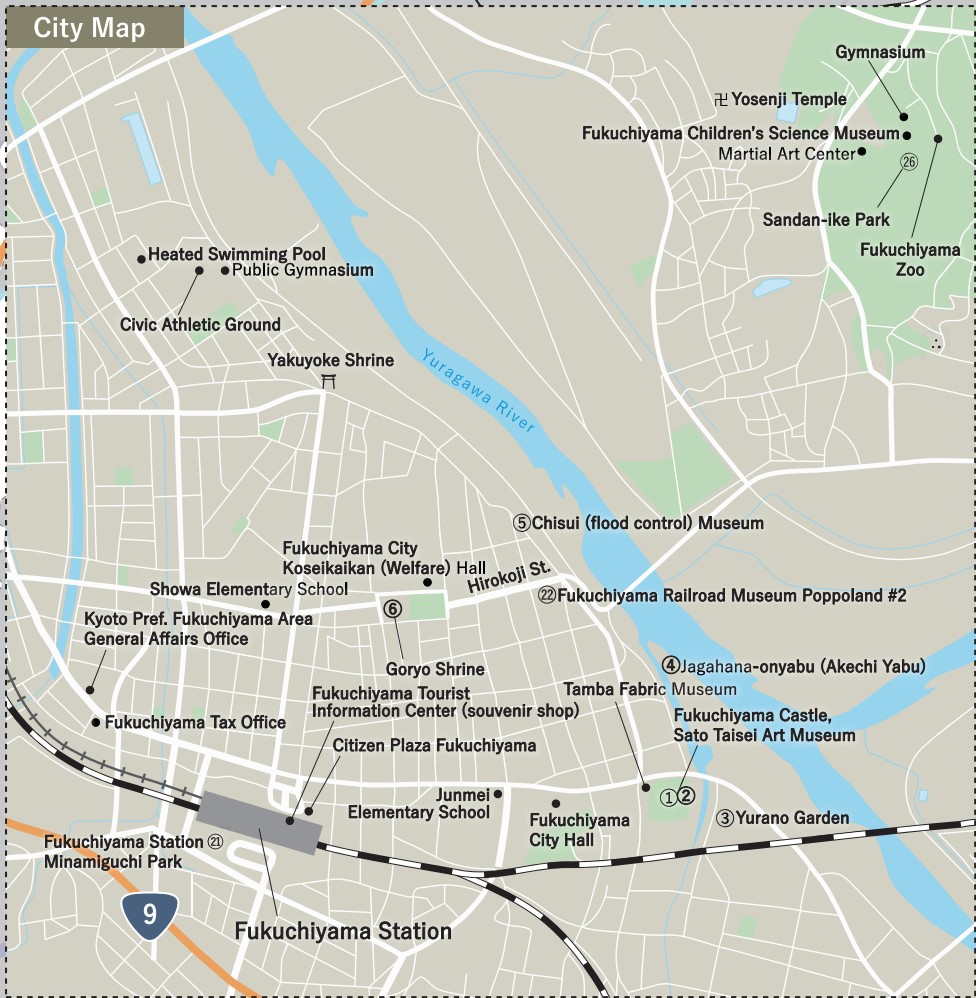 City Map
Gymnasium
卍 Yosenji Temple
Fukuchiyama Children's Science Museum
Martial Art Center
㉖
Sandan-ike Park
Fukuchiyama
Zoo
Heated Swimming Pool
Public Gymnasium
Civic Athletic Ground
Yakuyoke Shrine
Yuragawa River
⑤Chisui (flood control) Museum
Fukuchiyama City
Koseikaikan (Welfare) Hall
Hirokoji St.
Showa Elementary School
㉒Fukuchiyama Railroad Museum Poppoland #2
⑥
Kyoto Pref. Fukuchiyama Area
General Affairs Office
Goryo Shrine
④Jagahana-onyabu (Akechi Yabu)
Tamba Fabric Museum
Fukuchiyama Tourist
Information Center (souvenir shop)
Fukuchiyama Tax Office
Fukuchiyama Castle,
Sato Taisei Art Museum
Citizen Plaza Fukuchiyama
Junmei
Elementary School
①②
Fukuchiyama
City Hall
③Yurano Garden
Fukuchiyama Station ㉑
Minamiguchi Park
9
Fukuchiyama Station